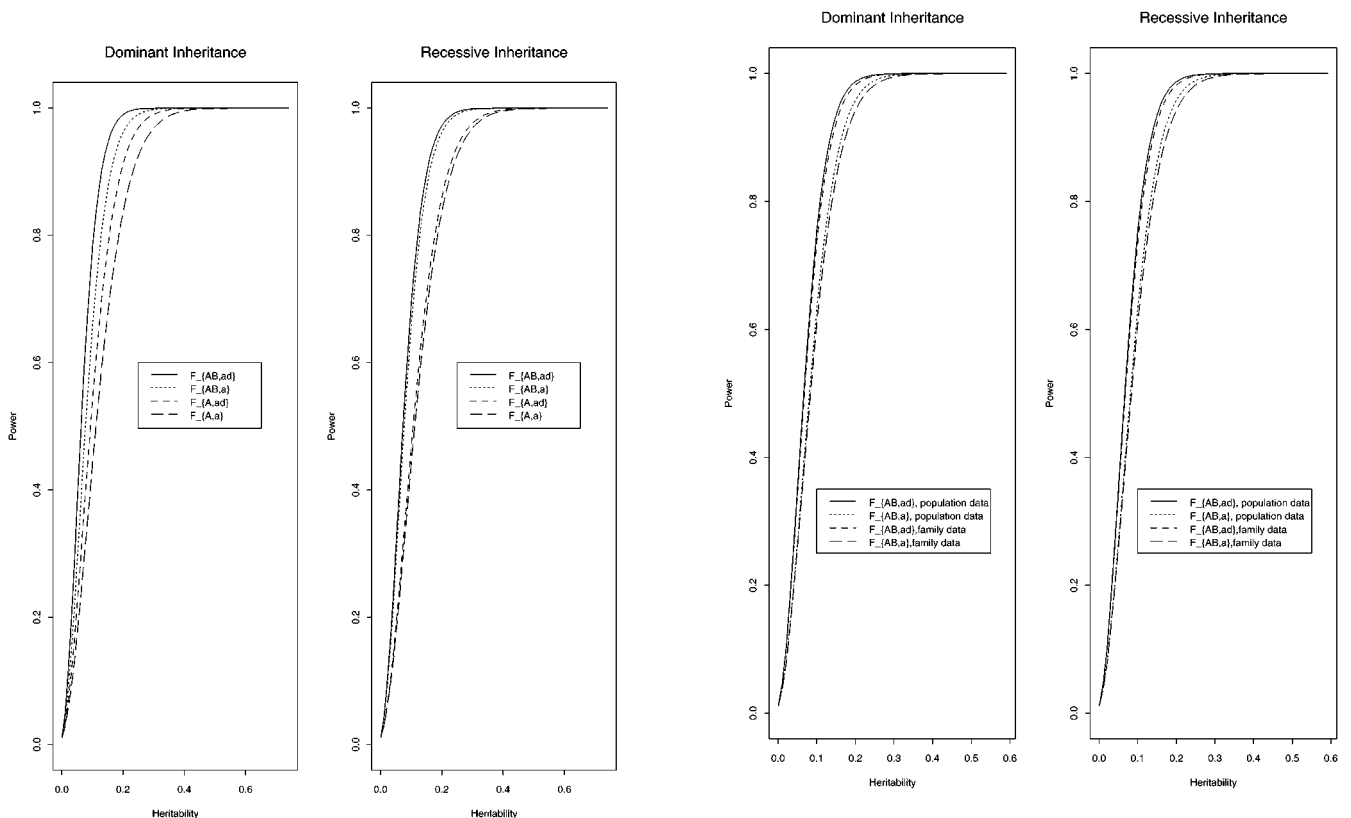 Dominant Inheritance
Power
1.0
0.8
0.6
0.4
0.2
0.0
F_{AB,ad}
F_{AB,a}
F_{A,ad}
F_{A,a}
0.0 0.2 0.4 0.6
Heritability
Recessive Inheritance
Power
1.0
0.8
0.6
0.4
0.2
0.0
F_{AB,ad}
F_{AB,a}
F_{A,ad}
F_{A,a}
0.0 0.2 0.4 0.6
Heritability
Dominant Inheritance
Power
1.0
0.8
0.6
0.4
0.2
0.0
F_{AB,ad}, population data
F_{AB,a}, population data
F_{AB,ad},family data
F_{AB,a},family data
0.0 0.1 0.2 0.3 0.4 0.5 0.6
Heritability
Recessive Inheritance
Power
1.0
0.8
0.6
0.4
0.2
0.0
F_{AB,ad}, population data
F_{AB,a}, population data
F_{AB,ad},family data
F_{AB,a},family data
0.0 0.1 0.2 0.3 0.4 0.5 0.6
Heritability